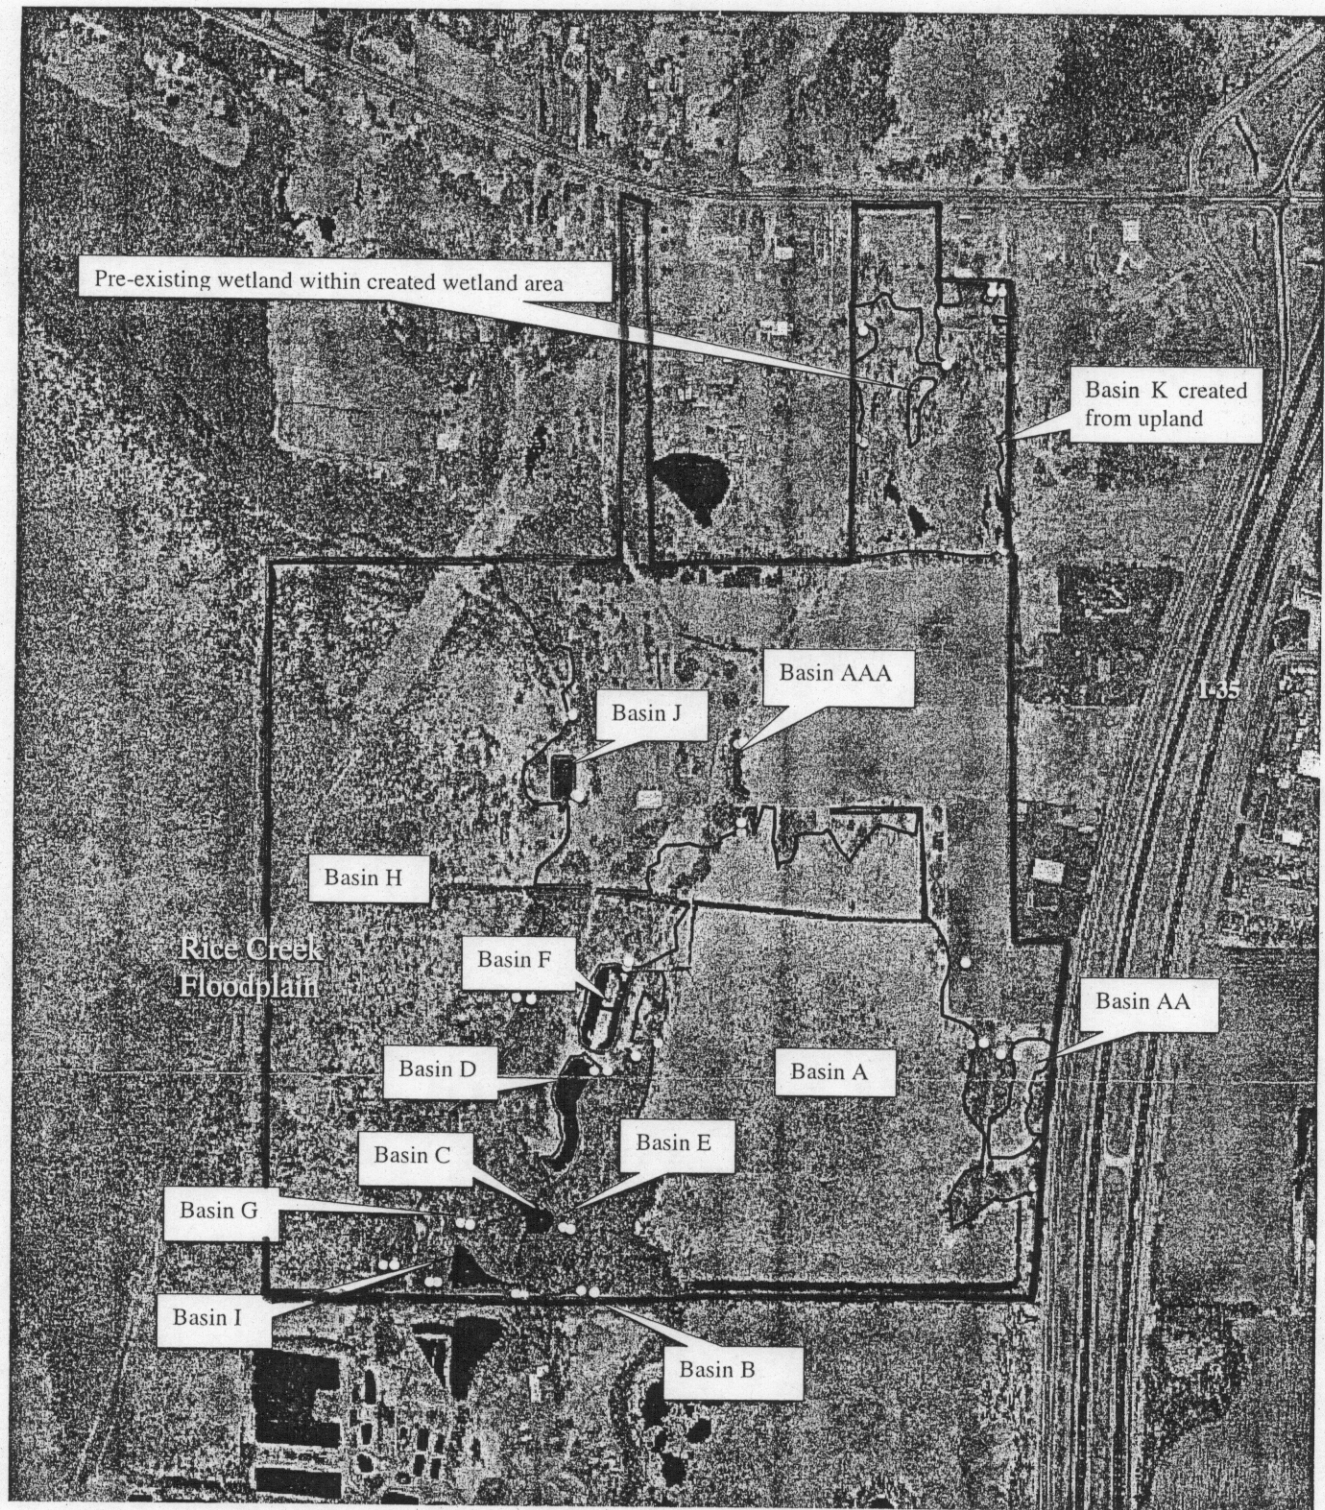 Pre-existing wetland within created wetland area
Basin K created
from upland
Basin AAA
I-35
Basin J
Basin H
Rice Creek
Floodplain
Basin F
Basin AA
Basin D
Basin A
Basin E
Basin C
Basin G
Basin I
Basin B